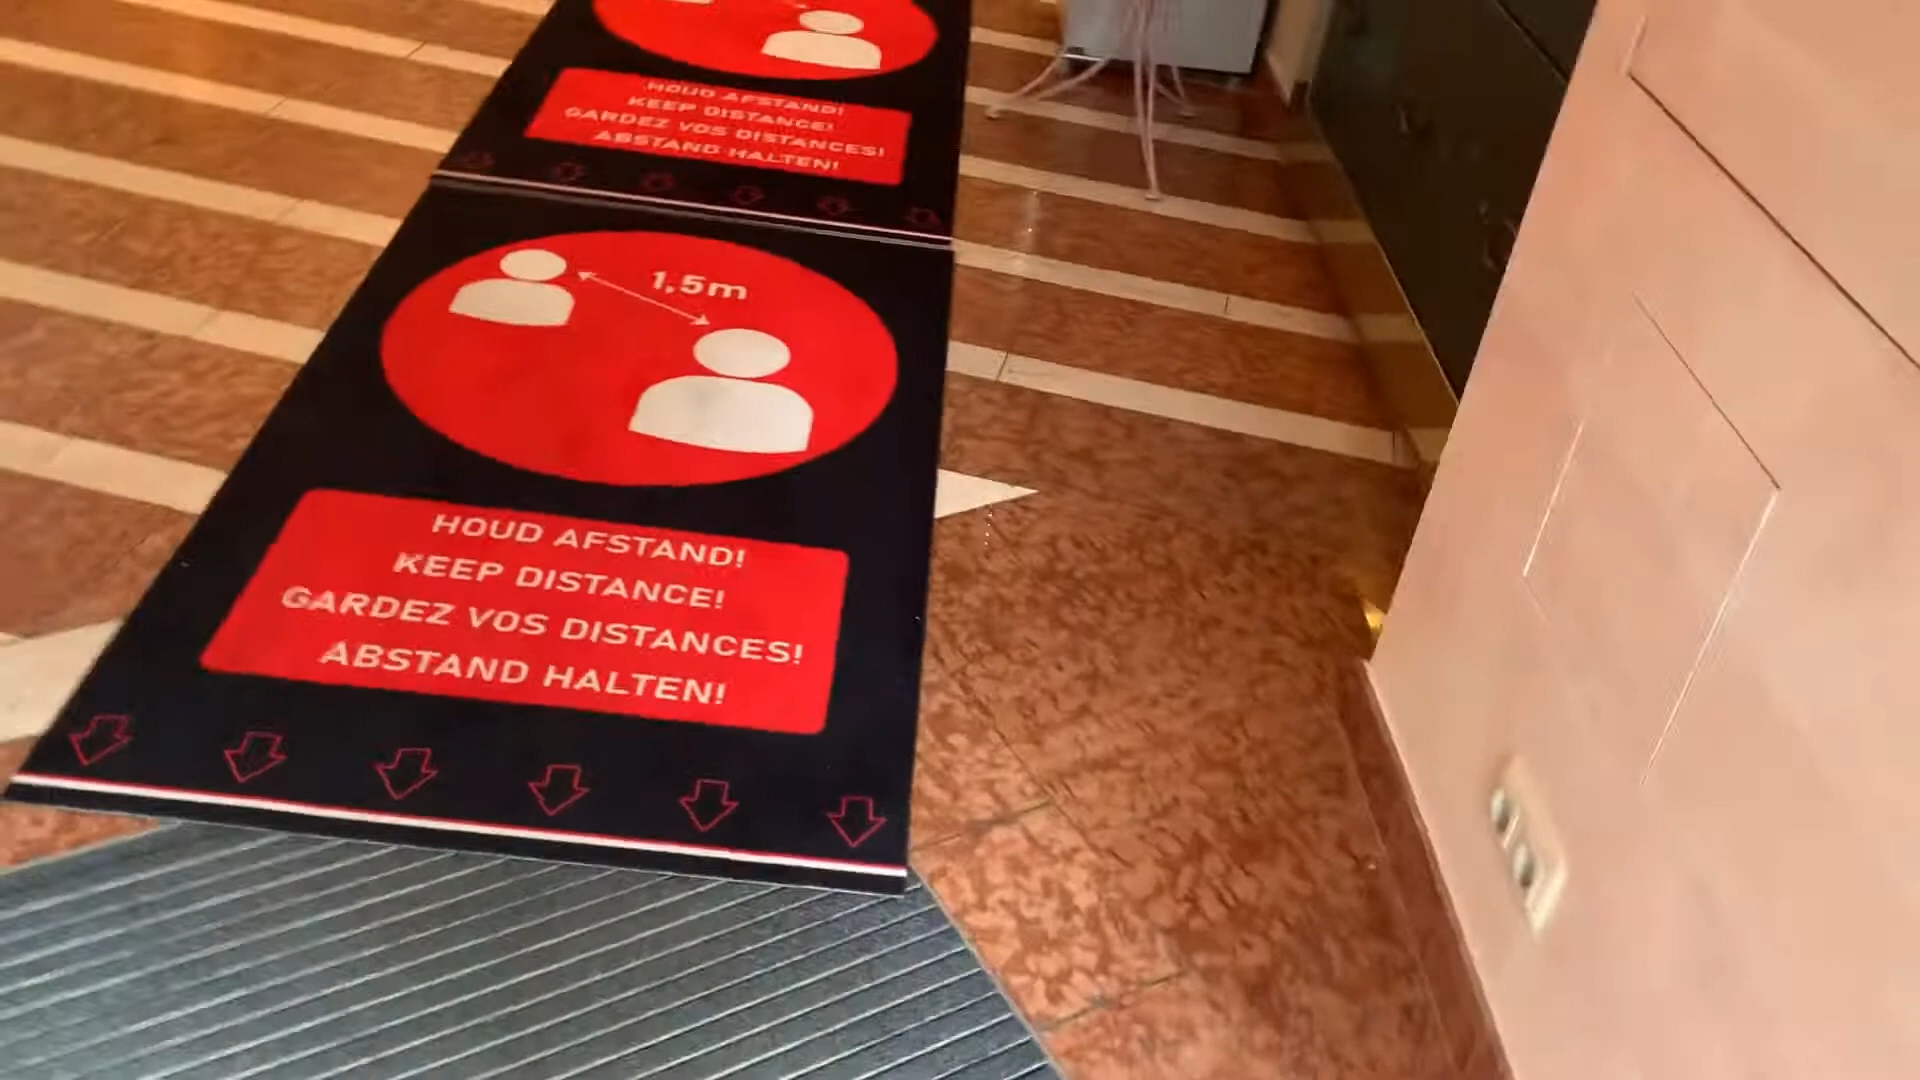 HOUD AFSTAND!
KEEP DISTANCE!
GARDEZ VOS DISTANCES!
ABSTAND HALTEN!
1,5m
HOUD AFSTAND!
KEEP DISTANCE!
GARDEZ VOS DISTANCES!
ABSTAND HALTEN!